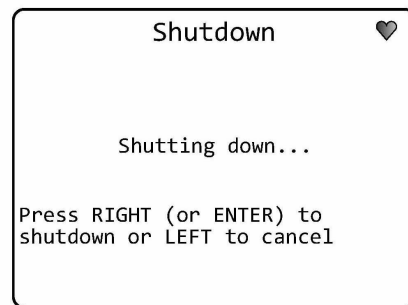 Shutdown
Shutting down...
Press RIGHT (or ENTER) to
shutdown or LEFT to cancel